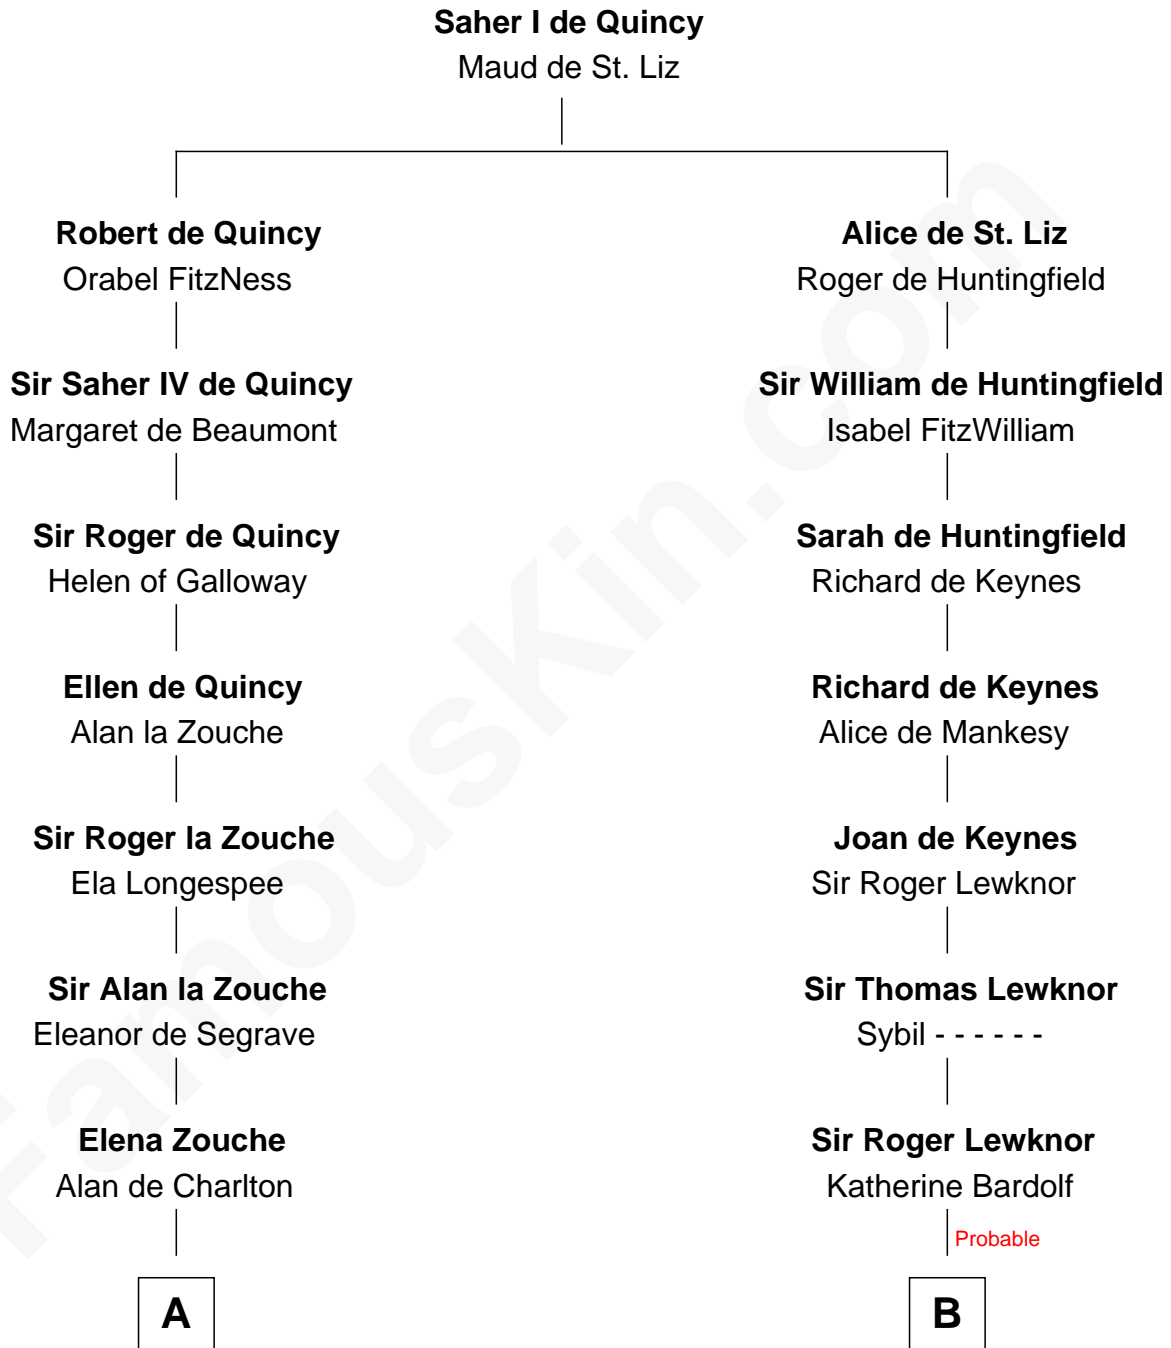 Saher I de Quincy
Maud de St. Liz
Robert de Quincy
Orabel FitzNess
Alice de St. Liz
Roger de Huntingfield
Sir Saher IV de Quincy
Margaret de Beaumont
Sir William de Huntingfield
Isabel FitzWilliam
Sir Roger de Quincy
Helen of Galloway
Sarah de Huntingfield
Richard de Keynes
Ellen de Quincy
Alan la Zouche
Richard de Keynes
Alice de Mankesy
Sir Roger la Zouche
Ela Longespee
Joan de Keynes
Sir Roger Lewknor
Sir Alan la Zouche
Eleanor de Segrave
Sir Thomas Lewknor
Sybil - - - - - -
Elena Zouche
Alan de Charlton
Sir Roger Lewknor
Katherine Bardolf
Probable
A
B
FamousKin.com